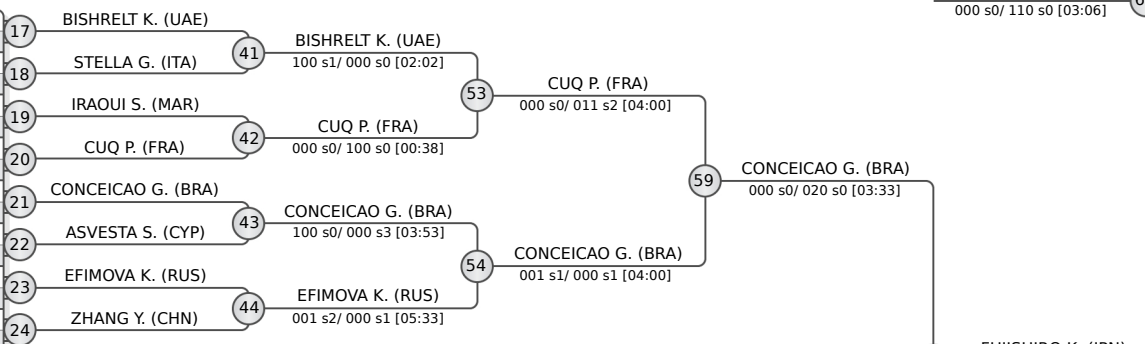 000 s0/ 110 s0 [03:06]
17
BISHRELT K. (UAE)
41
BISHRELT K. (UAE)
100 s1/ 000 s0 [02:02]
18
STELLA G. (ITA)
53
CUQ P. (FRA)
000 s0/ 011 s2 [04:00]
19
IRAOUI S. (MAR)
42
CUQ P. (FRA)
000 s0/ 100 s0 [00:38]
20
CUQ P. (FRA)
59
CONCEICAO G. (BRA)
000 s0/ 020 s0 [03:33]
21
CONCEICAO G. (BRA)
43
CONCEICAO G. (BRA)
100 s0/ 000 s3 [03:53]
22
ASVESTA S. (CYP)
54
CONCEICAO G. (BRA)
001 s1/ 000 s1 [04:00]
23
EFIMOVA K. (RUS)
44
EFIMOVA K. (RUS)
001 s2/ 000 s1 [05:33]
24
ZHANG Y. (CHN)